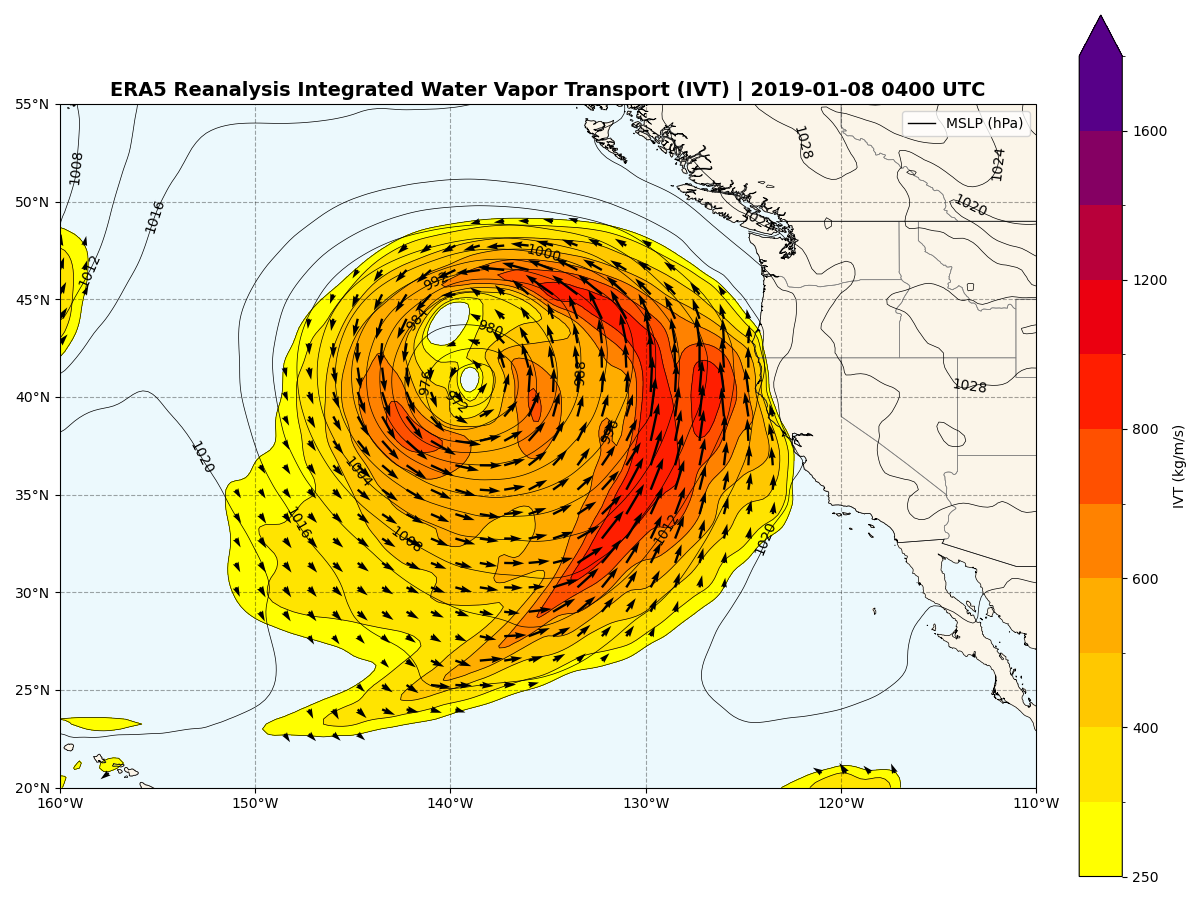 ERA5 Reanalysis Integrated Water Vapor Transport (IVT) | 2019-01-08 0400 UTC
MSLP (hPa)
55°N
50°N
45°N
40°N
35°N
30°N
25°N
20°N
160°W
150°W
140°W
130°W
120°W
110°W
1008
1016
1012
1020
1016
1004
1008
1000
992
984
980
976
972
988
996
1012
1020
1024
1028
1024
1020
1028
1600
1200
800
600
400
250
IVT (kg/m/s)